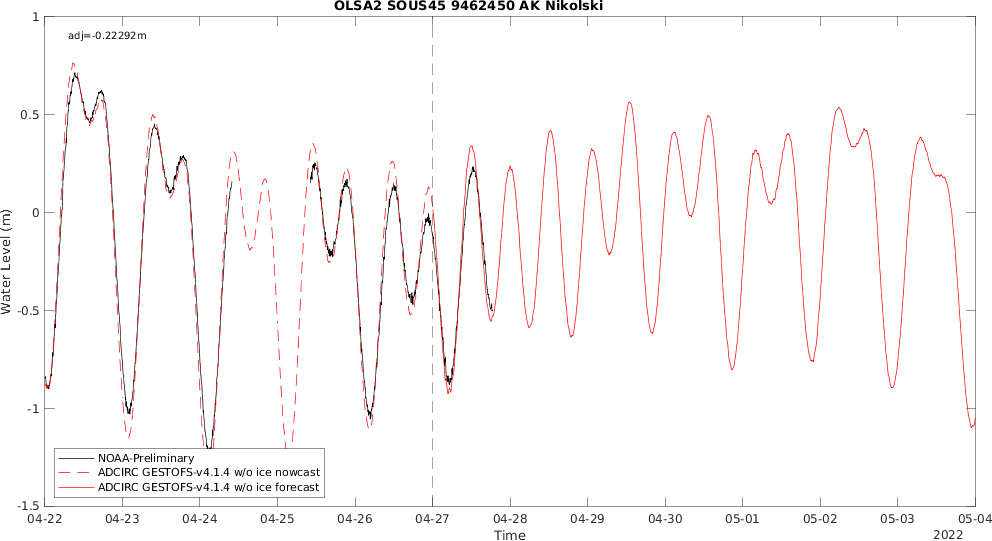 OLSA2 SOUS45 9462450 AK Nikolski
adj=-0.22292m
1
0.5
0
-0.5
-1
-1.5
Water Level (m)
NOAA-Preliminary
ADCIRC GESTOFS-v4.1.4 w/o ice nowcast
ADCIRC GESTOFS-v4.1.4 w/o ice forecast
04-22 04-23 04-24 04-25 04-26 04-27 04-28 04-29 04-30 05-01 05-02 05-03 05-04
Time
2022